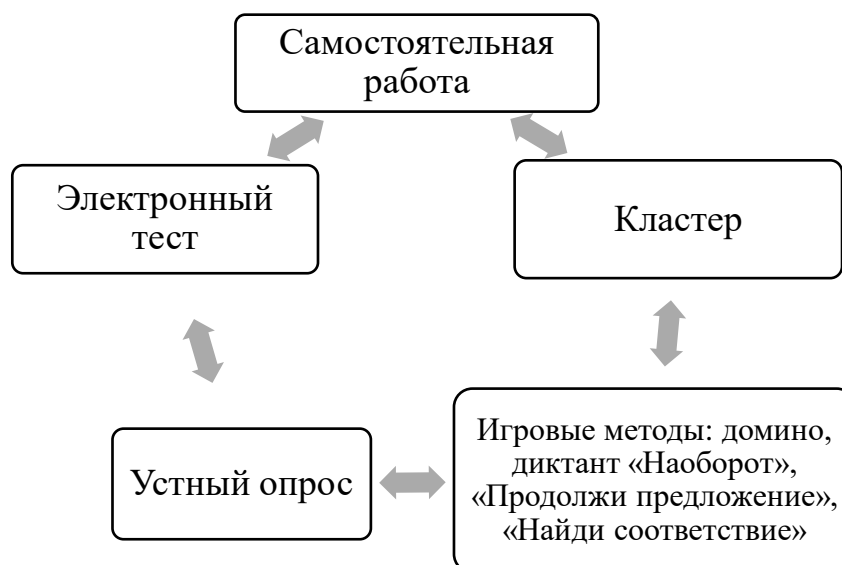 Самостоятельная
работа
Электронный
тест
Кластер
Устный опрос
Игровые методы: домино,
диктант «Наоборот»,
«Продолжи предложение»,
«Найди соответствие»